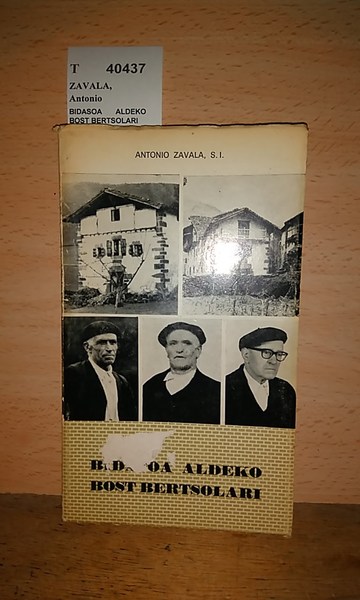 T 40437
ZAVALA,
Antonio
BIDASOA ALDEKO
BOST BERTSOLARI
ANTONIO ZAVALA, S. I.
ALDEKO
BOST BERTSOLARI